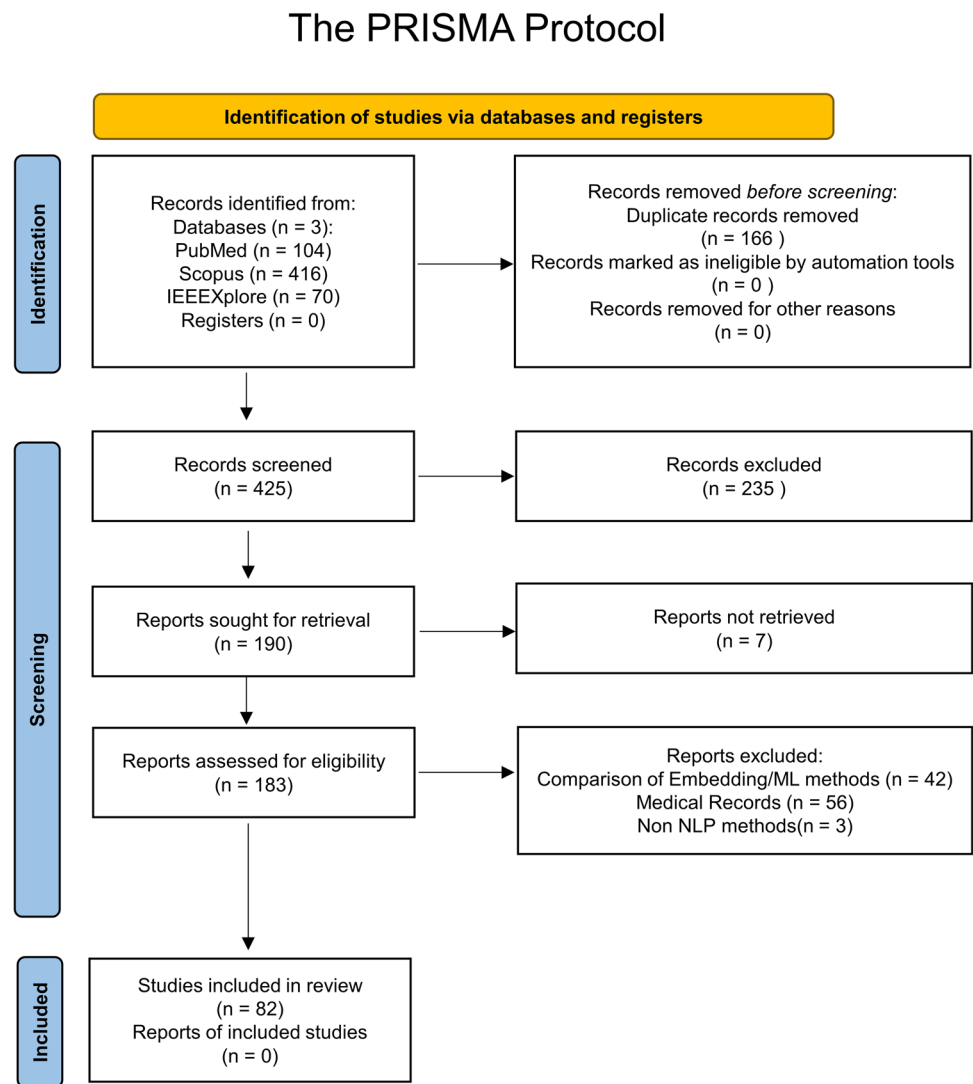 The PRISMA Protocol
Identification of studies via databases and registers
Identification
Records identified from:
Databases (n = 3):
PubMed (n = 104)
Scopus (n = 416)
IEEEXplore (n = 70)
Registers (n = 0)
Records removed before screening:
Duplicate records removed
(n = 166 )
Records marked as ineligible by automation tools
(n = 0 )
Records removed for other reasons
(n = 0)
Screening
Records screened
(n = 425)
Records excluded
(n = 235 )
Reports sought for retrieval
(n = 190)
Reports not retrieved
(n = 7)
Reports assessed for eligibility
(n = 183)
Reports excluded:
Comparison of Embedding/ML methods (n = 42)
Medical Records (n = 56)
Non NLP methods(n = 3)
Included
Studies included in review
(n = 82)
Reports of included studies
(n = 0)